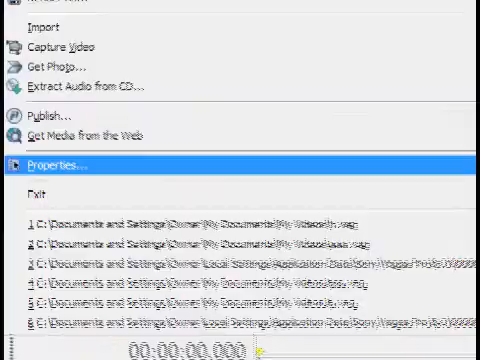 Import
Capture Video
Get Photo...
Extract Audio from CD...
Publish...
Get Media from the Web
Properties...
Exit
1 C:\Documents and Settings\Owner\My Documents\My Videos\
2 C:\Documents and Settings\Owner\My Documents\My Videos\
3 C:\Documents and Settings\Owner\Local Settings\Application Data\Sony\Vegas
4 C:\Documents and Settings\Owner\My Documents\My Videos\
5 C:\Documents and Settings\Owner\My Documents\My Videos\
6 C:\Documents and Settings\Owner\Local Settings\Application Data\Sony\Vegas
00:00:00.000